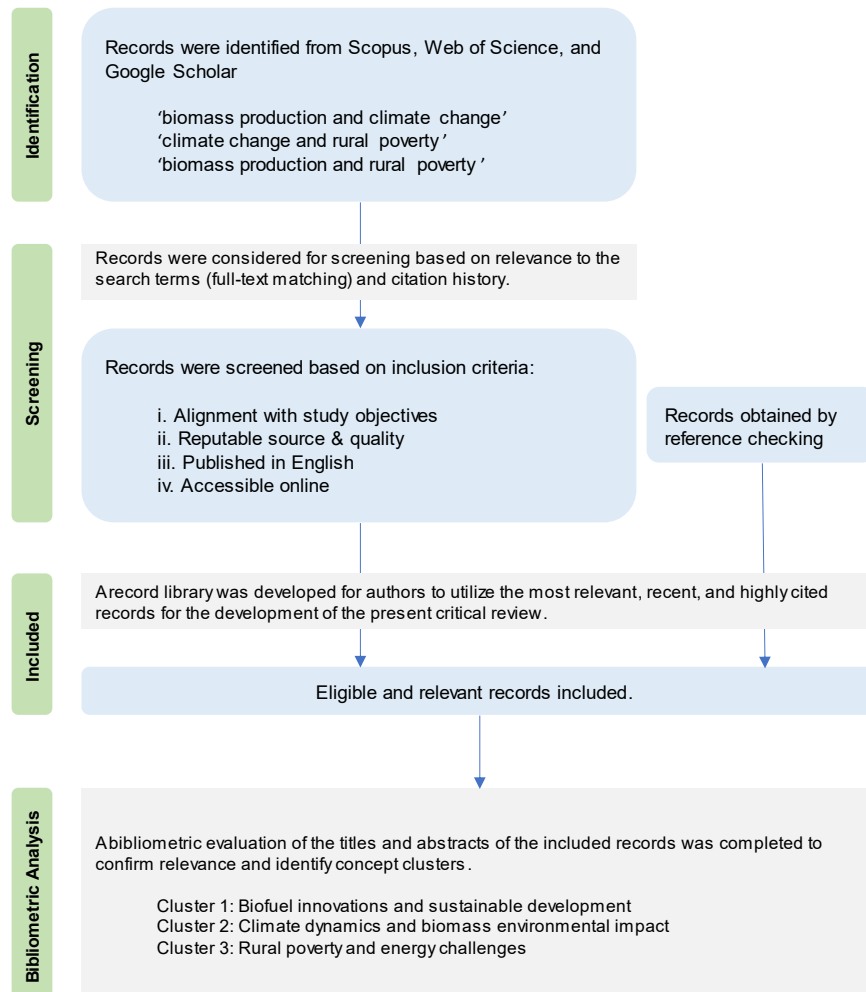 Identification
Records were identified from Scopus, Web of Science, and
Google Scholar
‘biomass production and climate change’
‘climate change and rural poverty’
‘biomass production and rural poverty’
Screening
Records were considered for screening based on relevance to the
search terms (full-text matching) and citation history.
Records were screened based on inclusion criteria:
i. Alignment with study objectives
ii. Reputable source & quality
iii. Published in English
iv. Accessible online
Records obtained by
reference checking
Included
Arecord library was developed for authors to utilize the most relevant, recent, and highly cited
records for the development of the present critical review.
Eligible and relevant records included.
Bibliometric Analysis
Abibliometric evaluation of the titles and abstracts of the included records was completed to
confirm relevance and identify concept clusters.
Cluster 1: Biofuel innovations and sustainable development
Cluster 2: Climate dynamics and biomass environmental impact
Cluster 3: Rural poverty and energy challenges